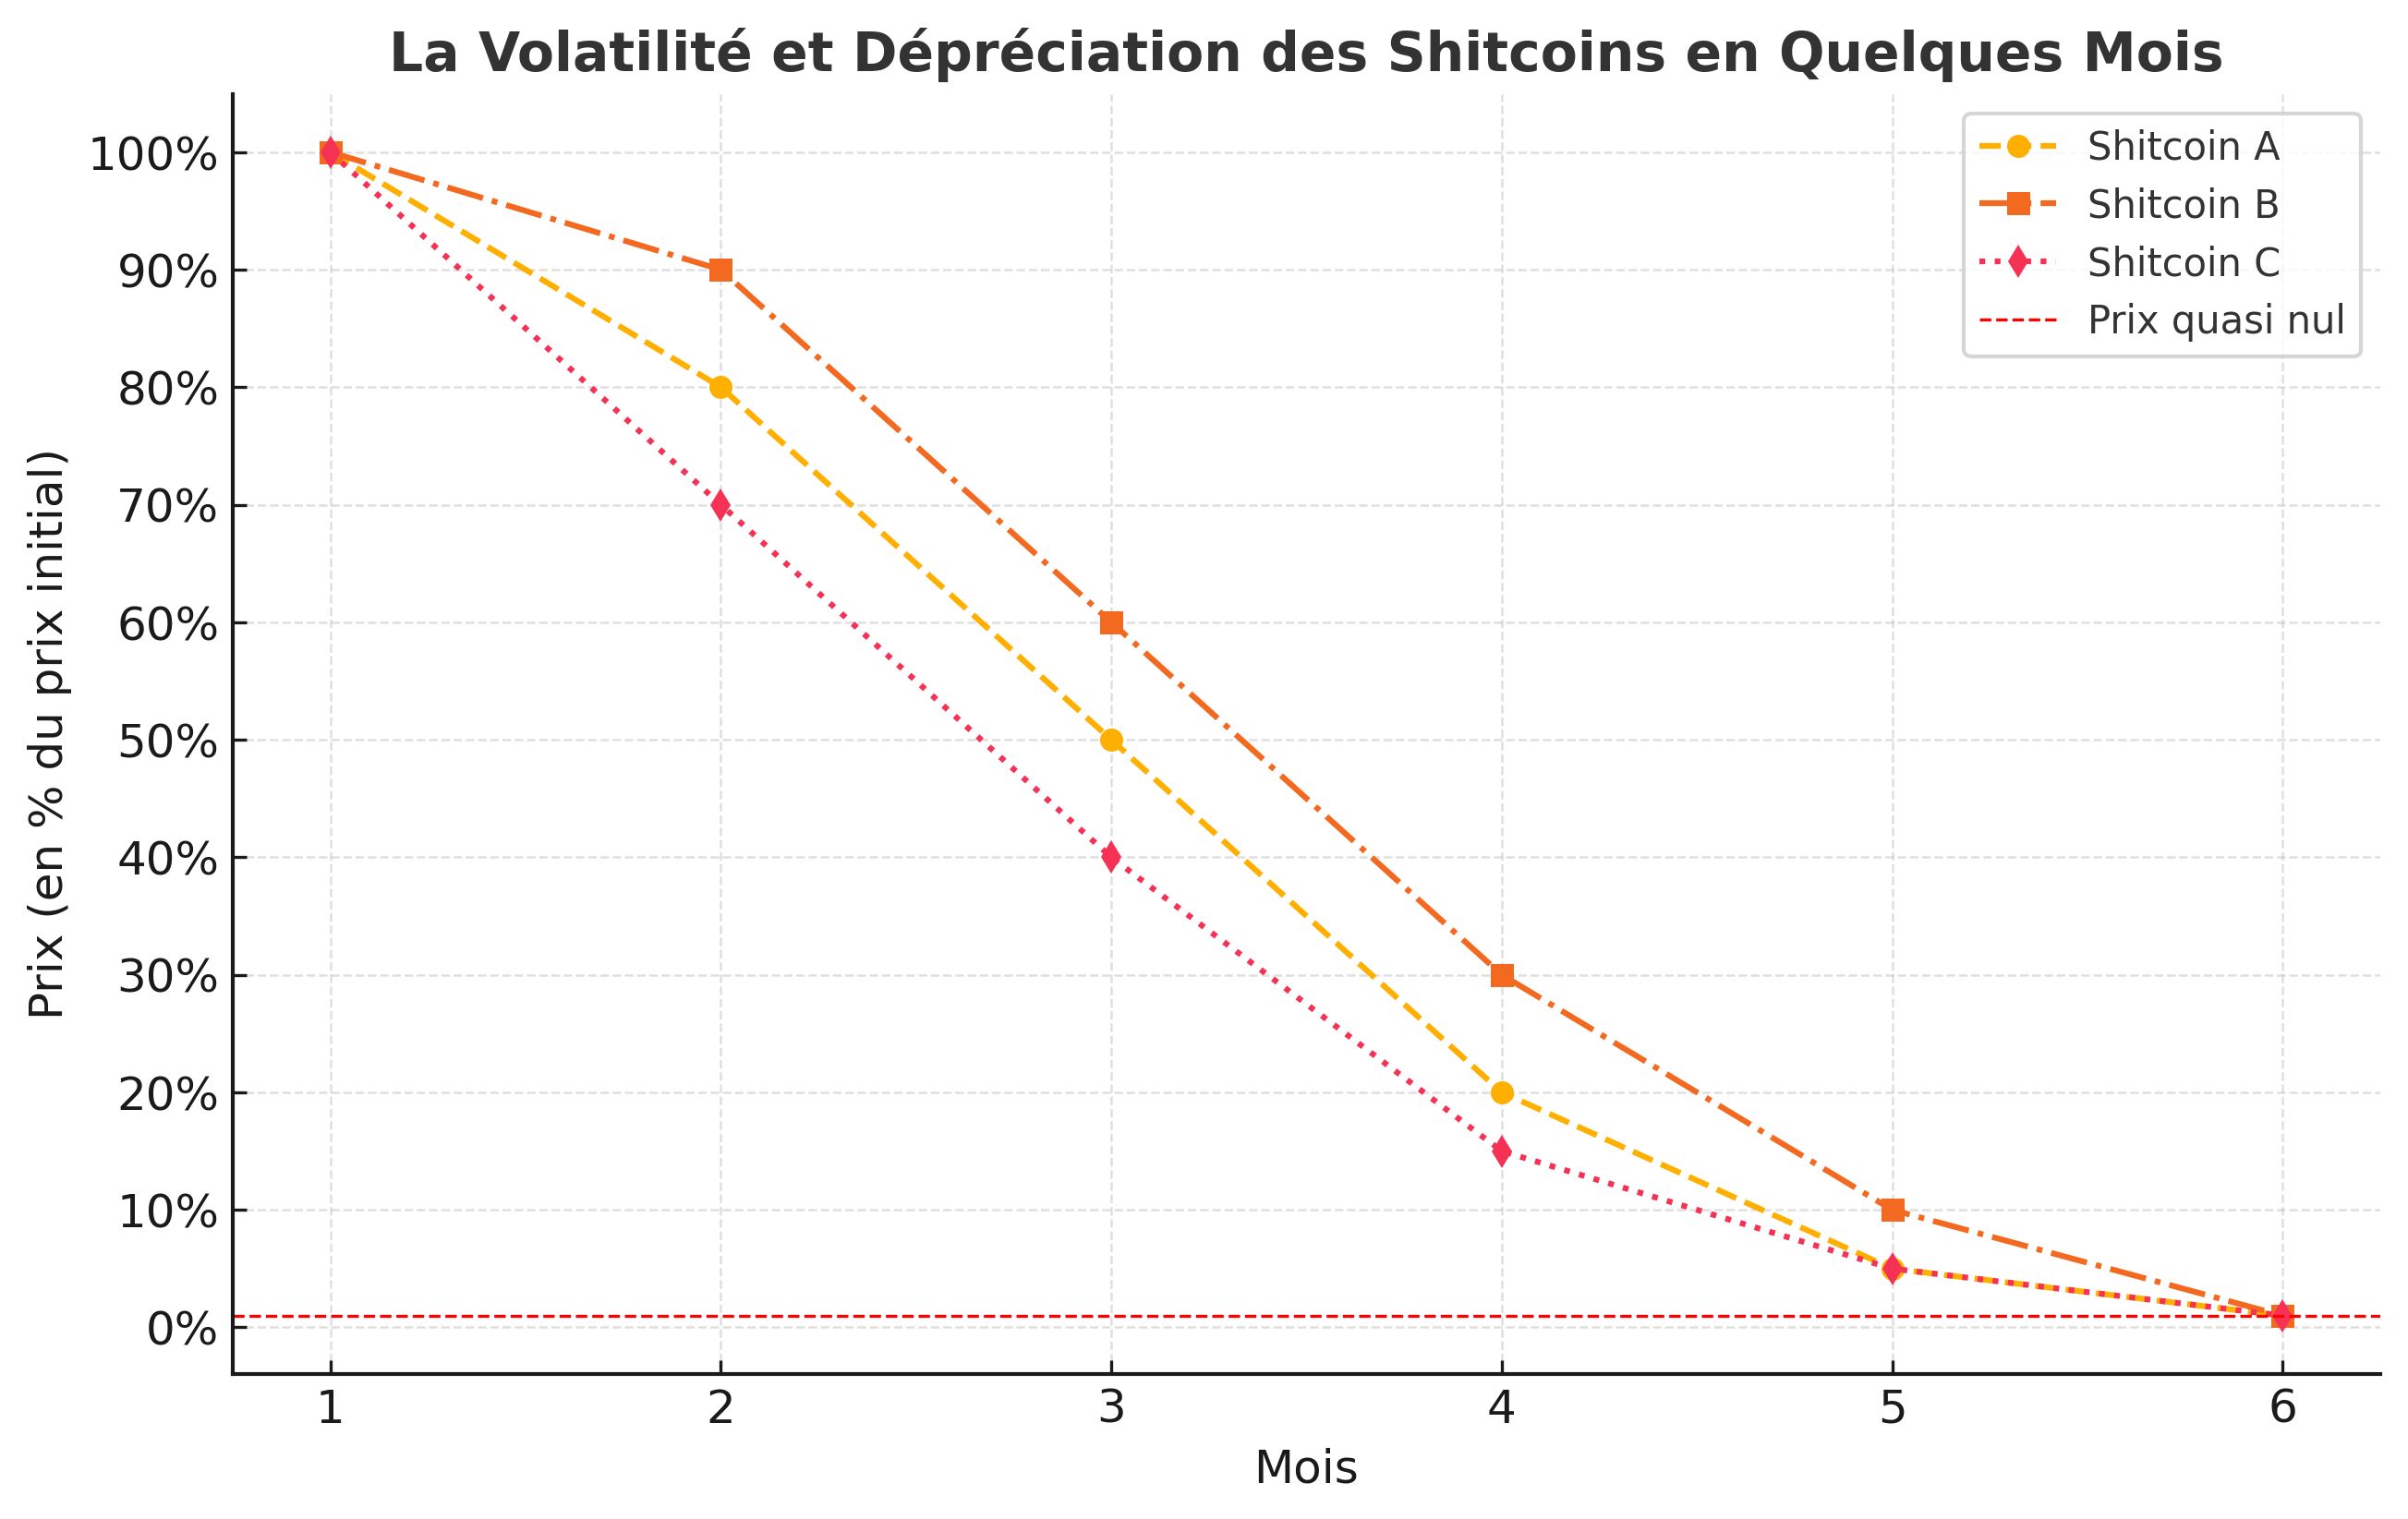 La Volatilité et Dépréciation des Shitcoins en Quelques Mois
Prix (en % du prix initial)
100%
90%
80%
70%
60%
50%
40%
30%
20%
10%
0%
Shitcoin A
Shitcoin B
Shitcoin C
Prix quasi nul
1 2 3 4 5 6
Mois